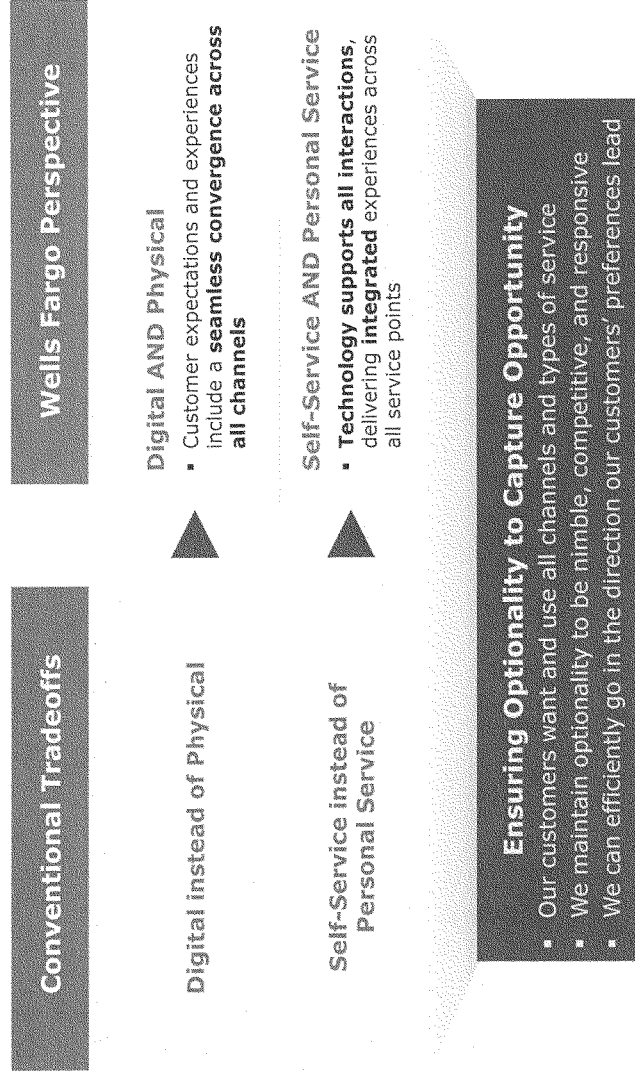 Conventional Tradeoffs
Wells Fargo Perspective
Digital instead of Physical
Digital AND Physical
▪ Customer expectations and experiences
include a seamless convergence across
all channels
Self-Service instead of
Personal Service
Self-Service AND Personal Service
▪ Technology supports all interactions,
delivering integrated experiences across
all service points
Ensuring Optionality to Capture Opportunity
▪ Our customers want and use all channels and types of service
▪ We maintain optionality to be nimble, competitive, and responsive
▪ We can efficiently go in the direction our customers’ preferences lead